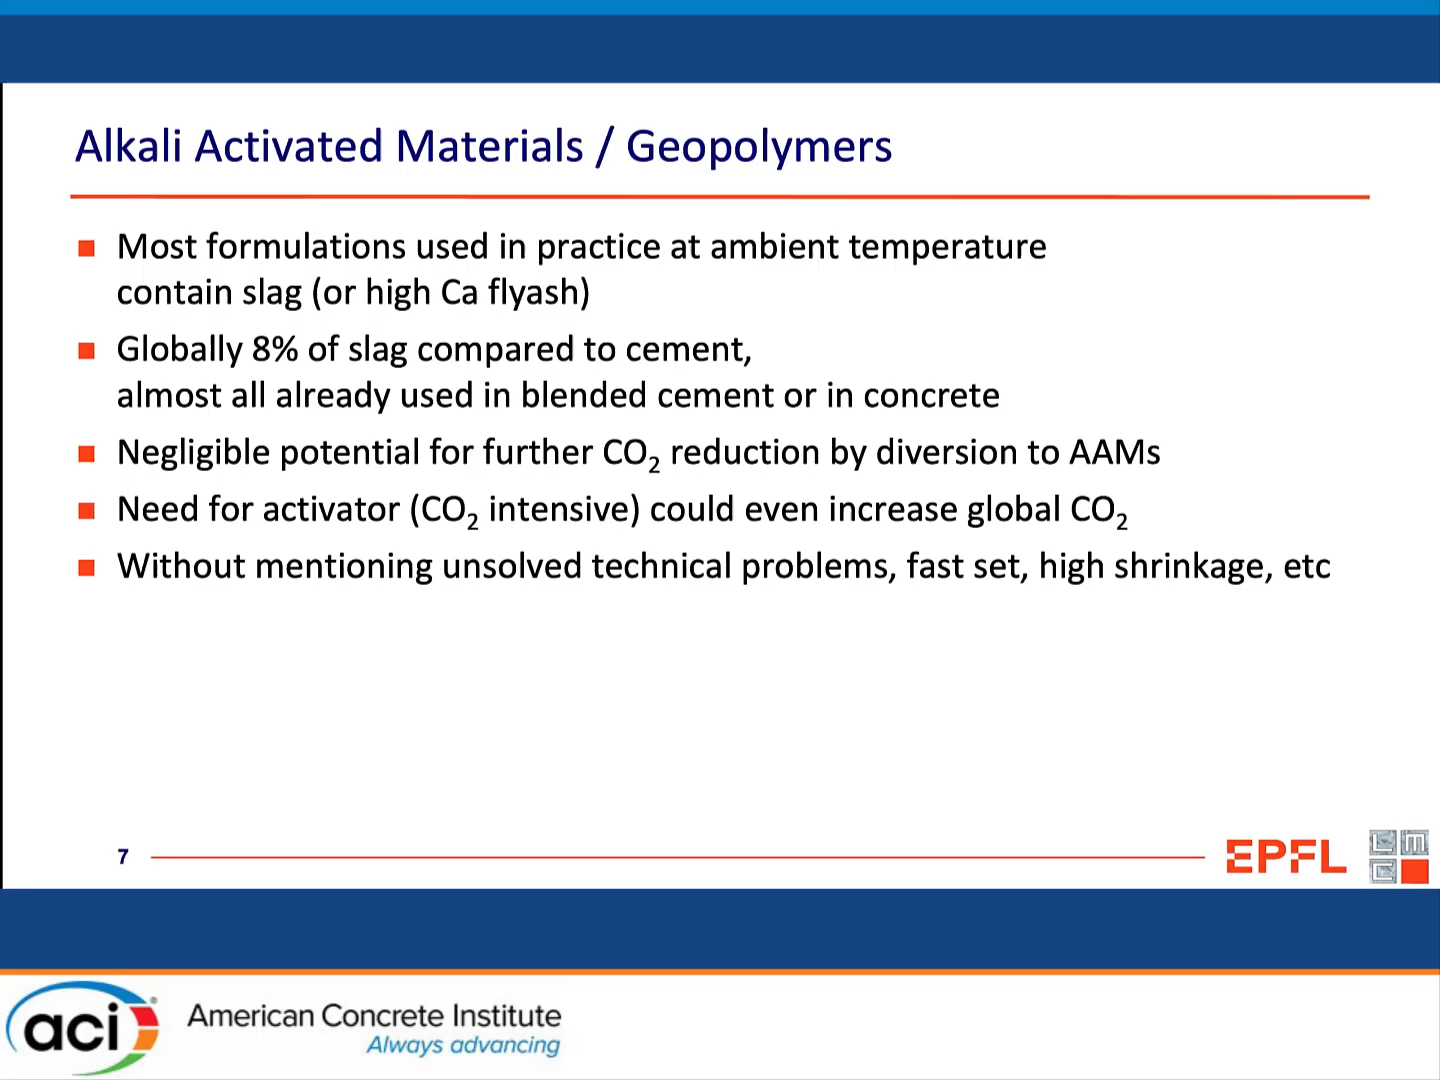 Alkali Activated Materials / Geopolymers
Most formulations used in practice at ambient temperature
contain slag (or high Ca flyash)
Globally 8% of slag compared to cement,
almost all already used in blended cement or in concrete
Negligible potential for further CO₂ reduction by diversion to AAMs
Need for activator (CO₂ intensive) could even increase global CO₂
Without mentioning unsolved technical problems, fast set, high shrinkage, etc
7
EPFL
LMC
aci
American Concrete Institute
Always advancing